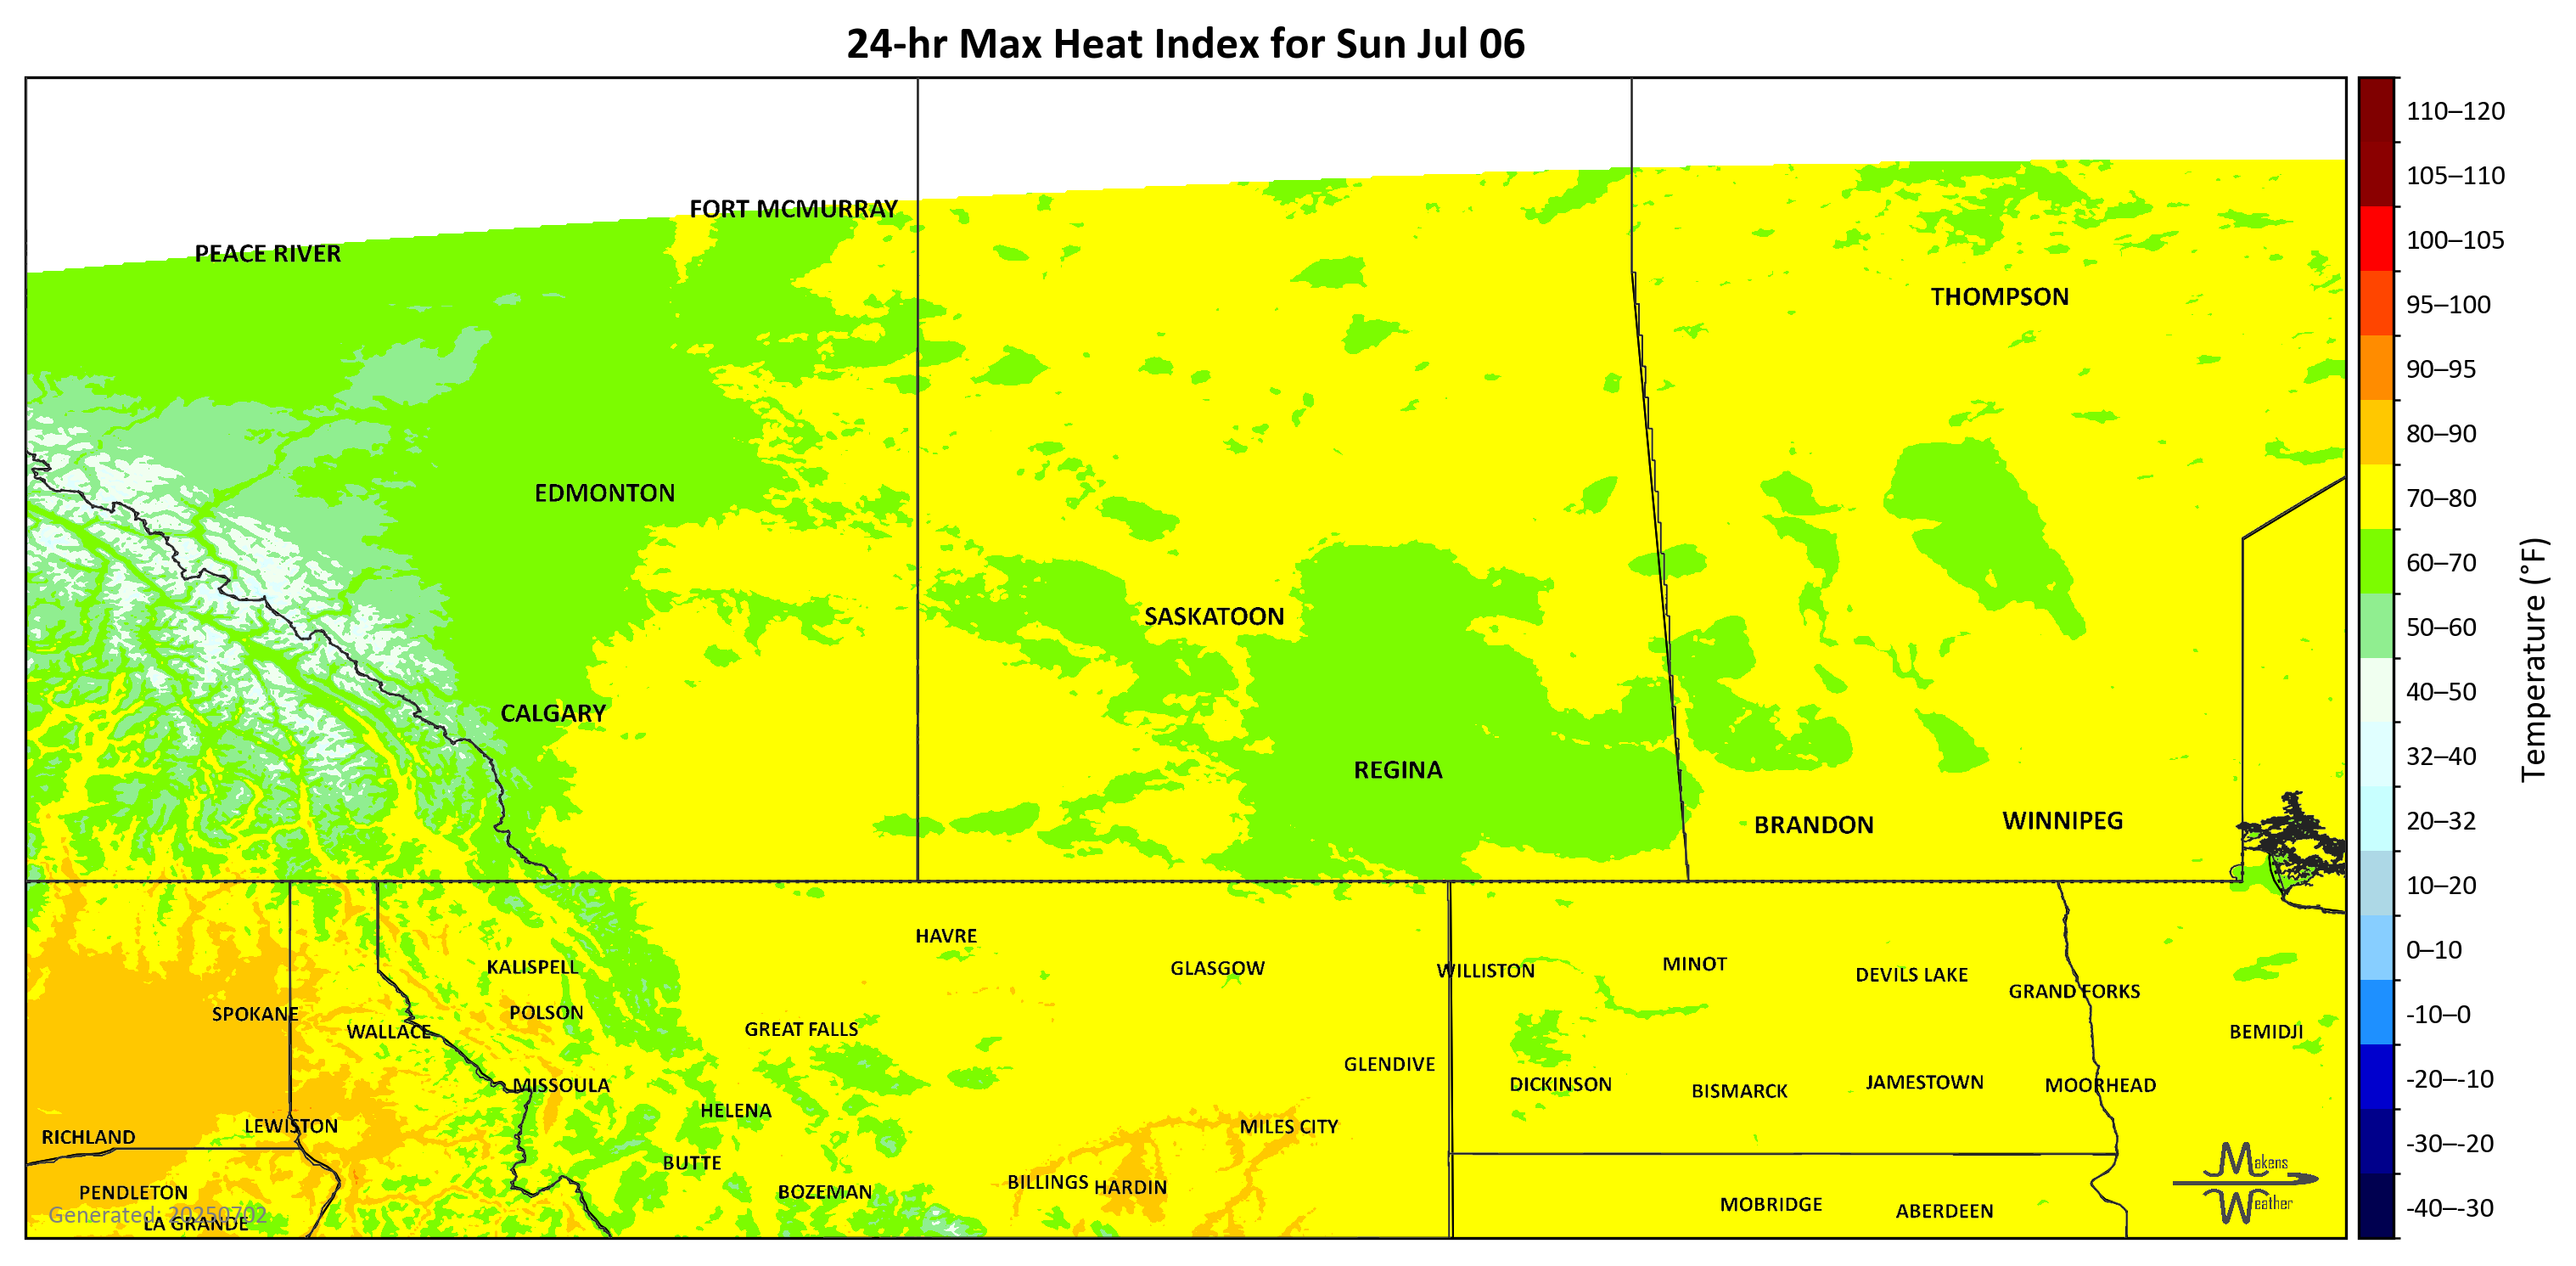 24-hr Max Heat Index for Sun Jul 06
110–120
105–110
100–105
95–100
90–95
80–90
70–80
60–70
50–60
40–50
32–40
20–32
10–20
0–10
-10–0
-20–-10
-30–-20
-40–-30
Temperature (°F)
FORT MCMURRAY
PEACE RIVER
THOMPSON
EDMONTON
SASKATOON
CALGARY
REGINA
BRANDON
WINNIPEG
HAVRE
KALISPELL
GLASGOW
WILLISTON
MINOT
DEVILS LAKE
GRAND FORKS
SPOKANE
POLSON
WALLACE
GREAT FALLS
BEMIDJI
GLENDIVE
MISSOULA
DICKINSON
BISMARCK
JAMESTOWN
MOORHEAD
HELENA
LEWISTON
MILES CITY
RICHLAND
BUTTE
BILLINGS
HARDIN
PENDLETON
BOZEMAN
MOBRIDGE
ABERDEEN
LA GRANDE
Generated: 20250702
Makens
Weather